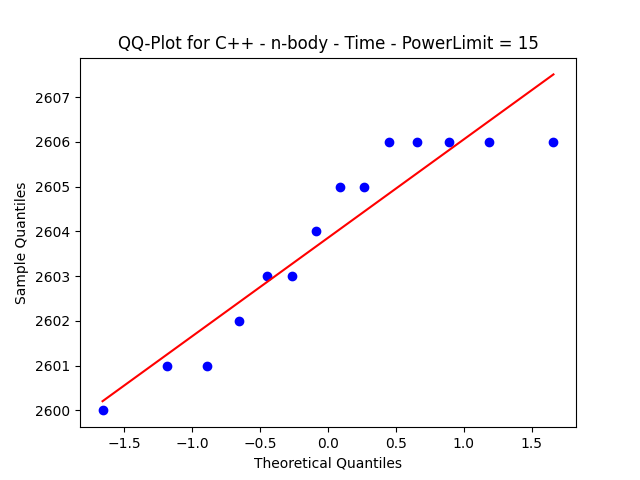 QQ-Plot for C++ - n-body - Time - PowerLimit = 15
2607
2606
2605
2604
2603
2602
2601
2600
Sample Quantiles
−1.5 −1.0 −0.5 0.0 0.5 1.0 1.5
Theoretical Quantiles